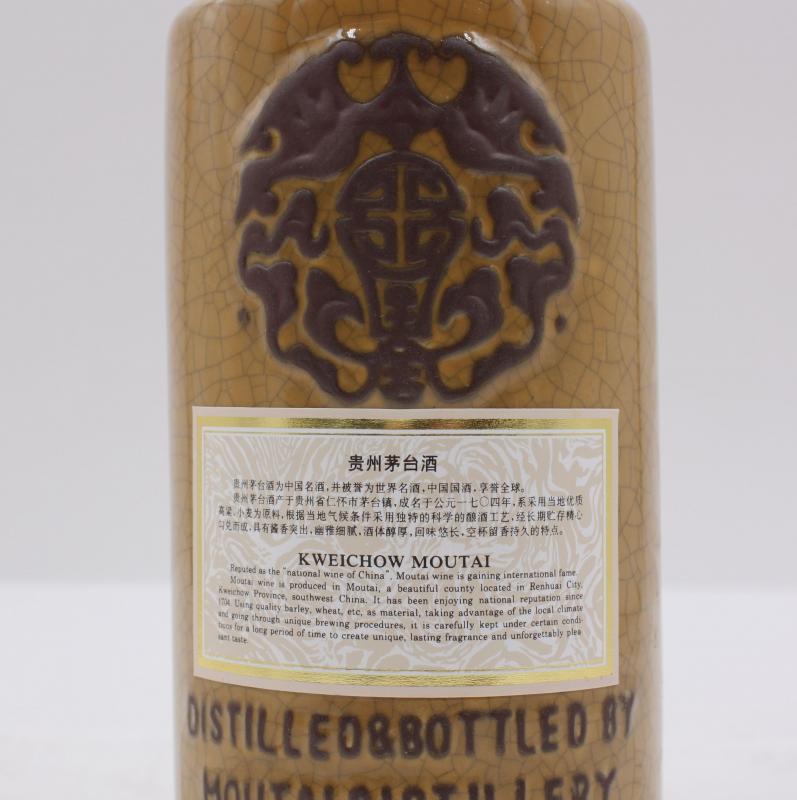 贵州茅台酒
贵州茅台酒为中国名酒,并被誉为世界名酒,中国国酒,享誉全球。
贵州茅台酒产于贵州省仁怀市茅台镇,成名于公元一七〇四年,系采用当地优质
高粱,小麦为原料,根据当地气候条件采用独特的科学的酿酒工艺,经长期贮存精心
勾兑而成,具有酱香突出,幽雅细腻,酒体醇厚,回味悠长,空杯留香持久的特点。
KWEICHOW MOUTAI
Reputed as the "national wine of China", Moutai wine is gaining international fame.
Moutai wine is produced in Moutai, a beautiful county located in Renhuai City,
Kweichow Province, southwest China. It has been enjoying national reputation since
1704. Using quality barley, wheat, etc, as material, taking advantage of the local climate
and going through unique brewing procedures, it is carefully kept under certain condi-
tions for a long period of time to create unique, lasting fragrance and unforgettably plea
sant taste.
DISTILLED&BOTTLED BY
MOUTAI DISTILLERY